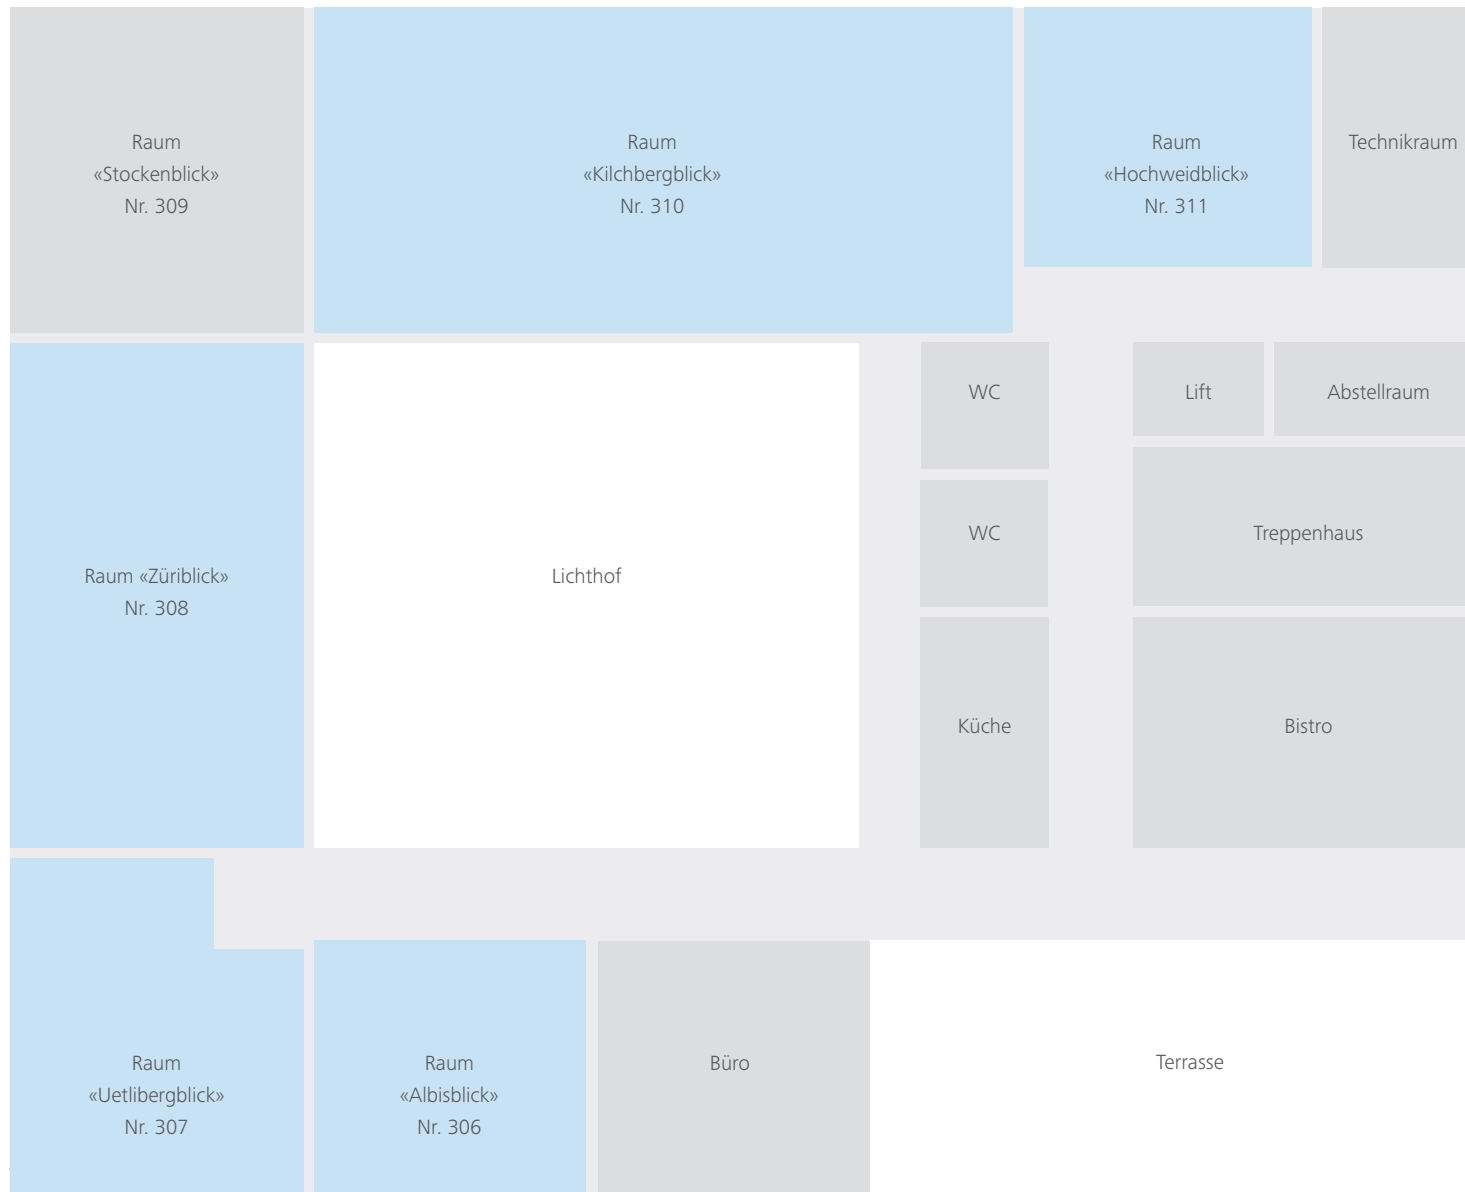 Raum
«Stockenblick»
Nr. 309
Raum
«Kilchbergblick»
Nr. 310
Raum
«Hochweidblick»
Nr. 311
Technikraum
Raum «Züriblick»
Nr. 308
Lichthof
WC
Lift
Abstellraum
WC
Treppenhaus
Küche
Bistro
Raum
«Uetlibergblick»
Nr. 307
Raum
«Albisblick»
Nr. 306
Büro
Terrasse